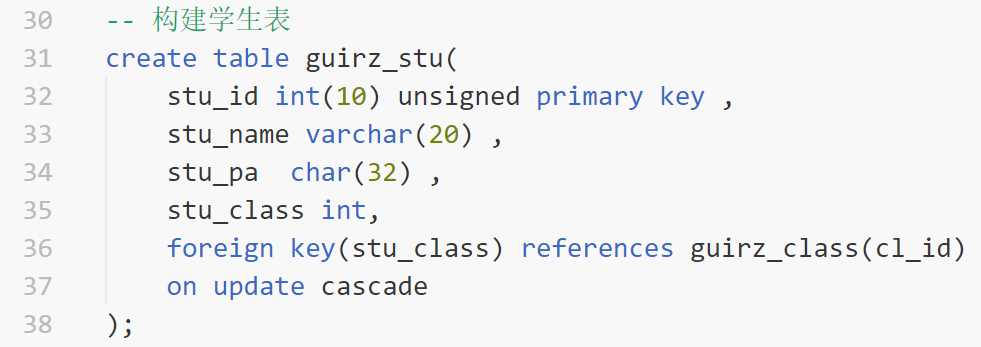 30 -- 构建学生表
31 create table guirz_stu(
32 stu_id int(10) unsigned primary key ,
33 stu_name varchar(20) ,
34 stu_pa  char(32) ,
35 stu_class int,
36 foreign key(stu_class) references guirz_class(cl_id)
37 on update cascade
38 );